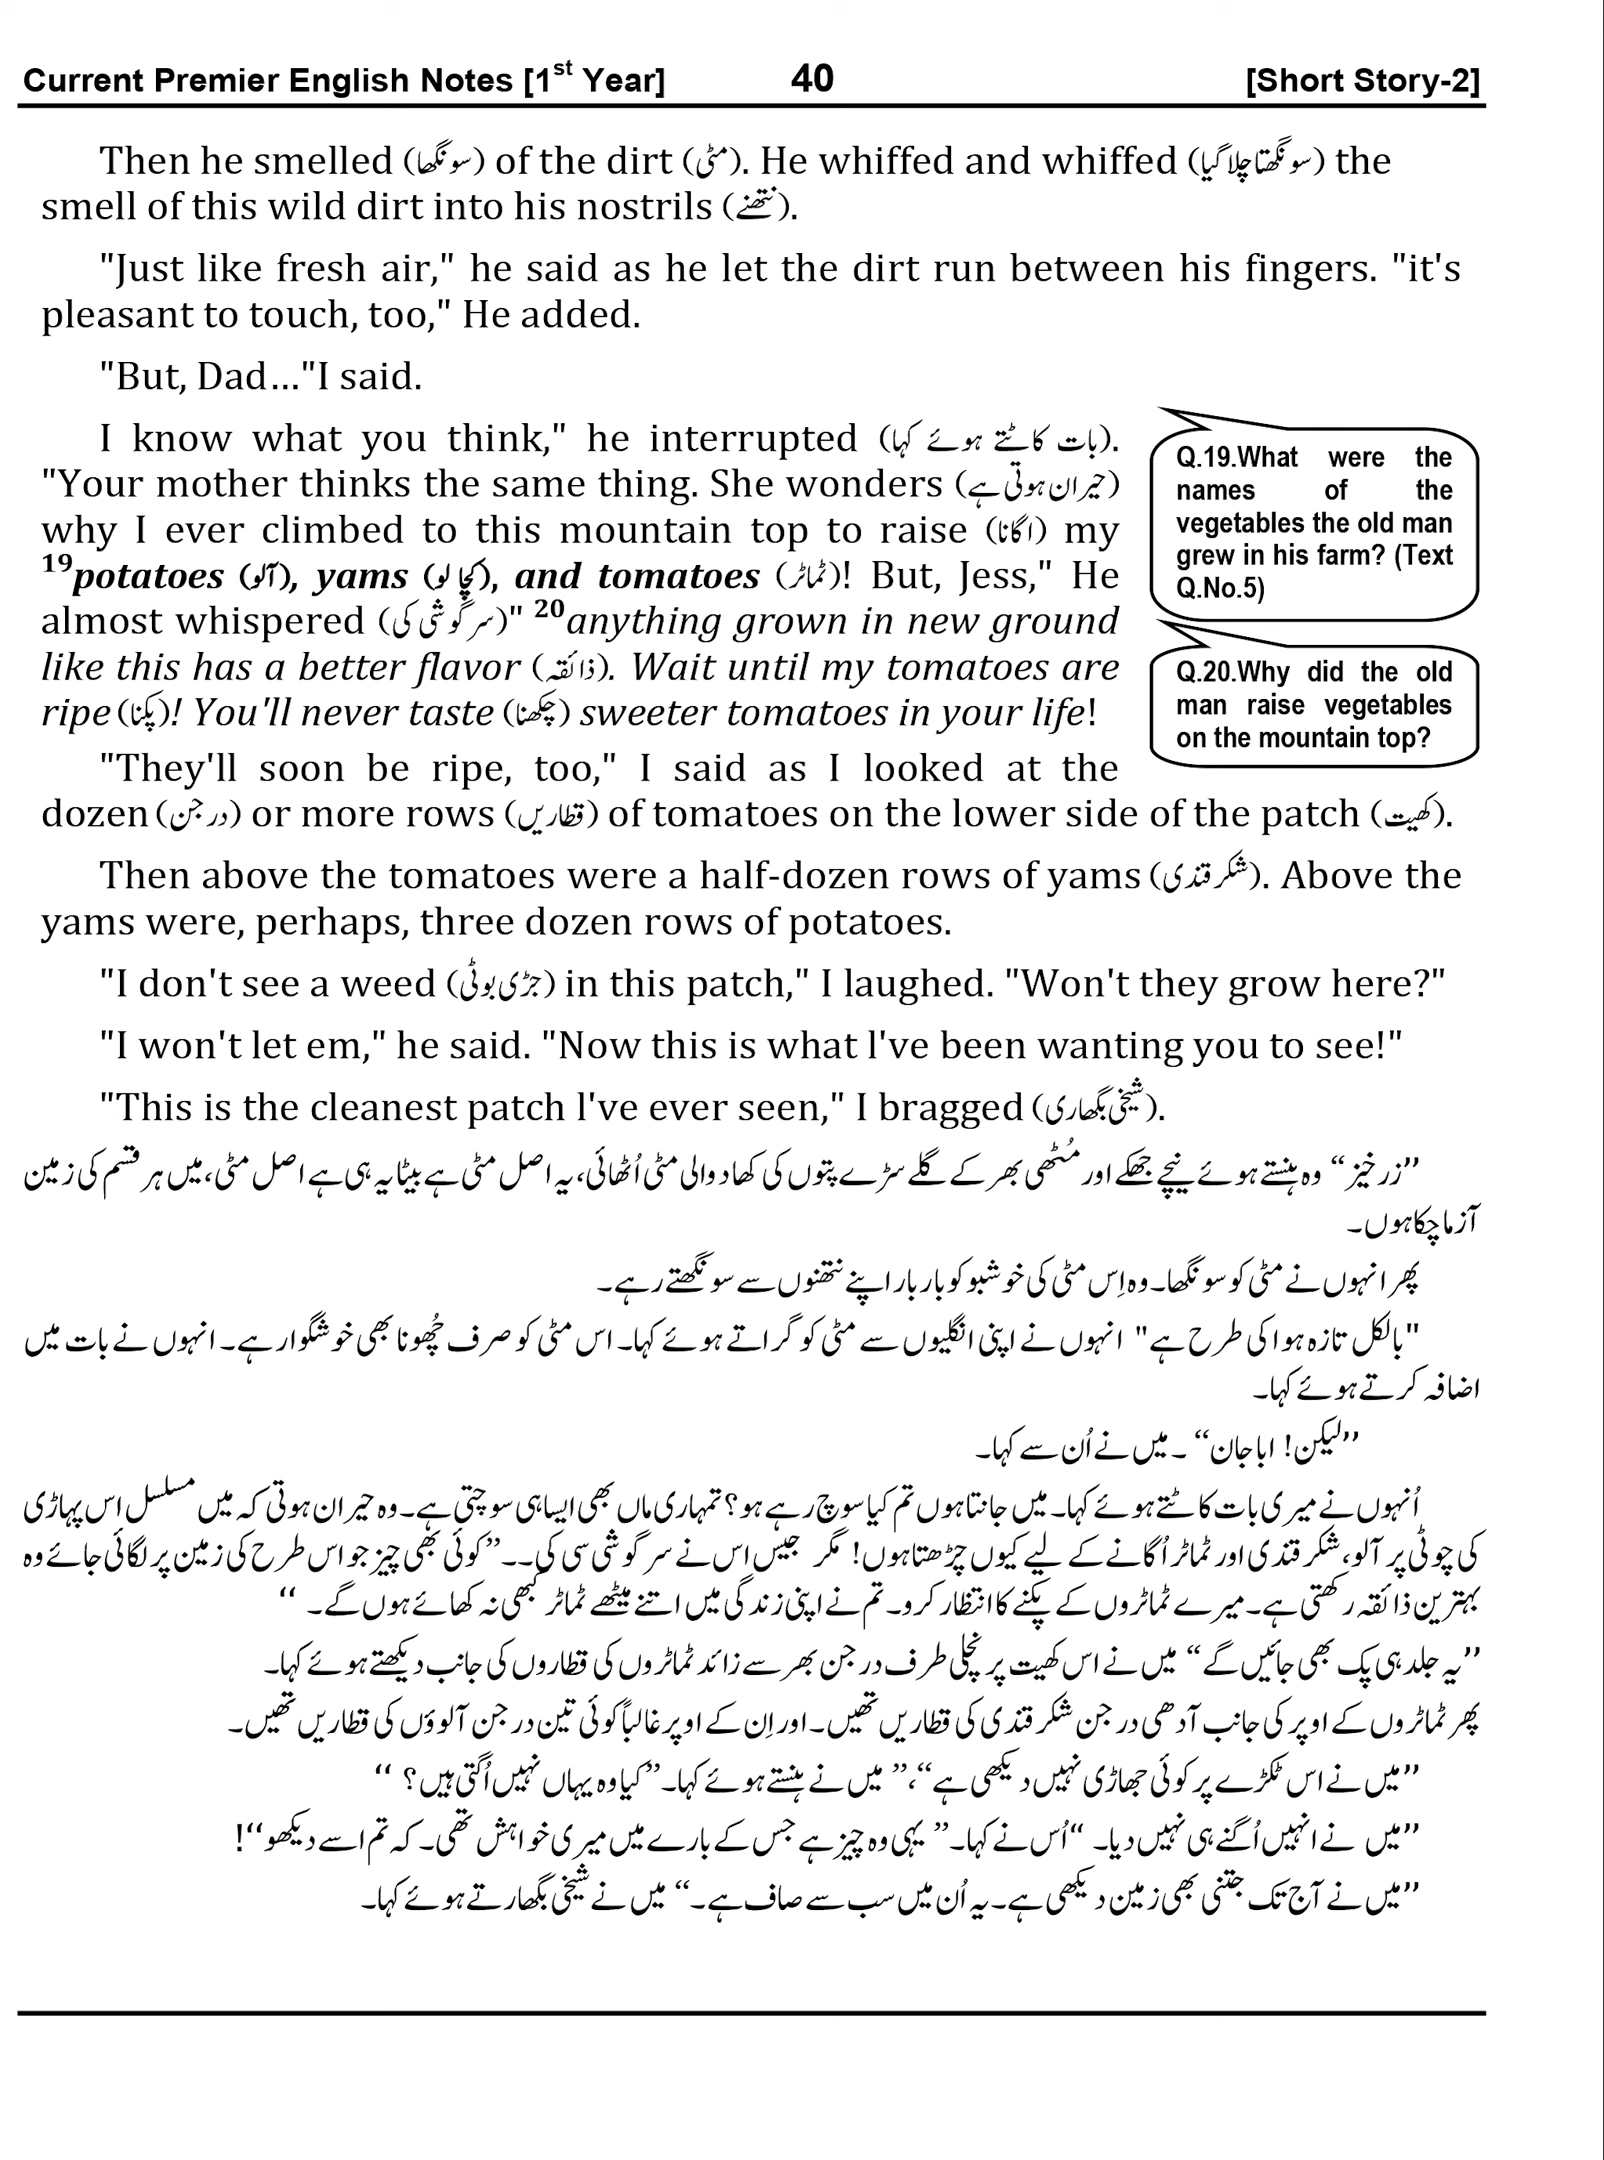 Current Premier English Notes [1st Year] 40 [Short Story-2]
Then he smelled (سونگھا) of the dirt (مٹی). He whiffed and whiffed (سونگھتا چلا گیا) the
smell of this wild dirt into his nostrils (نتھنے).
"Just like fresh air," he said as he let the dirt run between his fingers. "it's
pleasant to touch, too," He added.
"But, Dad…"I said.
I know what you think," he interrupted (بات کاٹتے ہوئے کہا).
"Your mother thinks the same thing. She wonders (حیران ہوتی ہے)
why I ever climbed to this mountain top to raise (اگانا) my
19potatoes (آلو), yams (کچا لو), and tomatoes (ٹماٹر)! But, Jess," He
almost whispered (سرگوشی کی)" 20anything grown in new ground
like this has a better flavor (ذائقہ). Wait until my tomatoes are
ripe (پکنا)! You'll never taste (چکھنا) sweeter tomatoes in your life!
Q.19.What were the
names of the
vegetables the old man
grew in his farm? (Text
Q.No.5)
Q.20.Why did the old
man raise vegetables
on the mountain top?
"They'll soon be ripe, too," I said as I looked at the
dozen (درجن) or more rows (قطاریں) of tomatoes on the lower side of the patch (کھیت).
Then above the tomatoes were a half-dozen rows of yams (شکر قندی). Above the
yams were, perhaps, three dozen rows of potatoes.
"I don't see a weed (جڑی بوٹی) in this patch," I laughed. "Won't they grow here?"
"I won't let em," he said. "Now this is what l've been wanting you to see!"
"This is the cleanest patch l've ever seen," I bragged (شیخی بگھاری).
”زرخیز“ وہ ہنستے ہوئے نیچے جھکے اور مُٹھی بھر کے گلے سڑے پتوں کی کھاد والی مٹی اُٹھائی، یہ اصل مٹی ہے بیٹا یہ ہی ہے اصل مٹی، میں ہر قسم کی زمین
آزما چکا ہوں۔
پھر انہوں نے مٹی کو سونگھا۔ وہ اِس مٹی کی خوشبو کو بار بار اپنے نتھنوں سے سونگھتے رہے۔
"بالکل تازہ ہوا کی طرح ہے" انہوں نے اپنی انگلیوں سے مٹی کو گراتے ہوئے کہا۔ اس مٹی کو صرف چُھونا بھی خوشگوار ہے۔ انہوں نے بات میں
اضافہ کرتے ہوئے کہا۔
”لیکن! ابا جان“ ۔ میں نے اُن سے کہا۔
اُنہوں نے میری بات کاٹتے ہوئے کہا۔ میں جانتا ہوں تم کیا سوچ رہے ہو؟ تمہاری ماں بھی ایسا ہی سوچتی ہے۔ وہ حیران ہوتی کہ میں مسلسل اس پہاڑی
کی چوٹی پر آلو، شکر قندی اور ٹماٹر اُگانے کے لیے کیوں چڑھتا ہوں! مگر جیس اس نے سرگوشی سی کی۔۔ ”کوئی بھی چیز جو اس طرح کی زمین پر لگائی جائے وہ
بہترین ذائقہ رکھتی ہے۔ میرے ٹماٹروں کے پکنے کا انتظار کرو۔ تم نے اپنی زندگی میں اتنے میٹھے ٹماٹر کبھی نہ کھائے ہوں گے۔ “
”یہ جلد ہی پک بھی جائیں گے“ میں نے اس کھیت پر نچلی طرف درجن بھر سے زائد ٹماٹروں کی قطاروں کی جانب دیکھتے ہوئے کہا۔
پھر ٹماٹروں کے اوپر کی جانب آدھی درجن شکر قندی کی قطاریں تھیں۔ اور اِن کے اوپر غالباً کوئی تین درجن آلوؤں کی قطاریں تھیں۔
”میں نے اس ٹکڑے پر کوئی جھاڑی نہیں دیکھی ہے“، ” میں نے ہنستے ہوئے کہا۔ ”کیا وہ یہاں نہیں اُگتی ہیں؟ “
”میں نے انہیں اُگنے ہی نہیں دیا۔ “اُس نے کہا۔ ” یہی وہ چیز ہے جس کے بارے میں میری خواہش تھی۔ کہ تم اسے دیکھو“!
”میں نے آج تک جتنی بھی زمین دیکھی ہے۔ یہ اُن میں سب سے صاف ہے۔“ میں نے شیخی بگھارتے ہوئے کہا۔